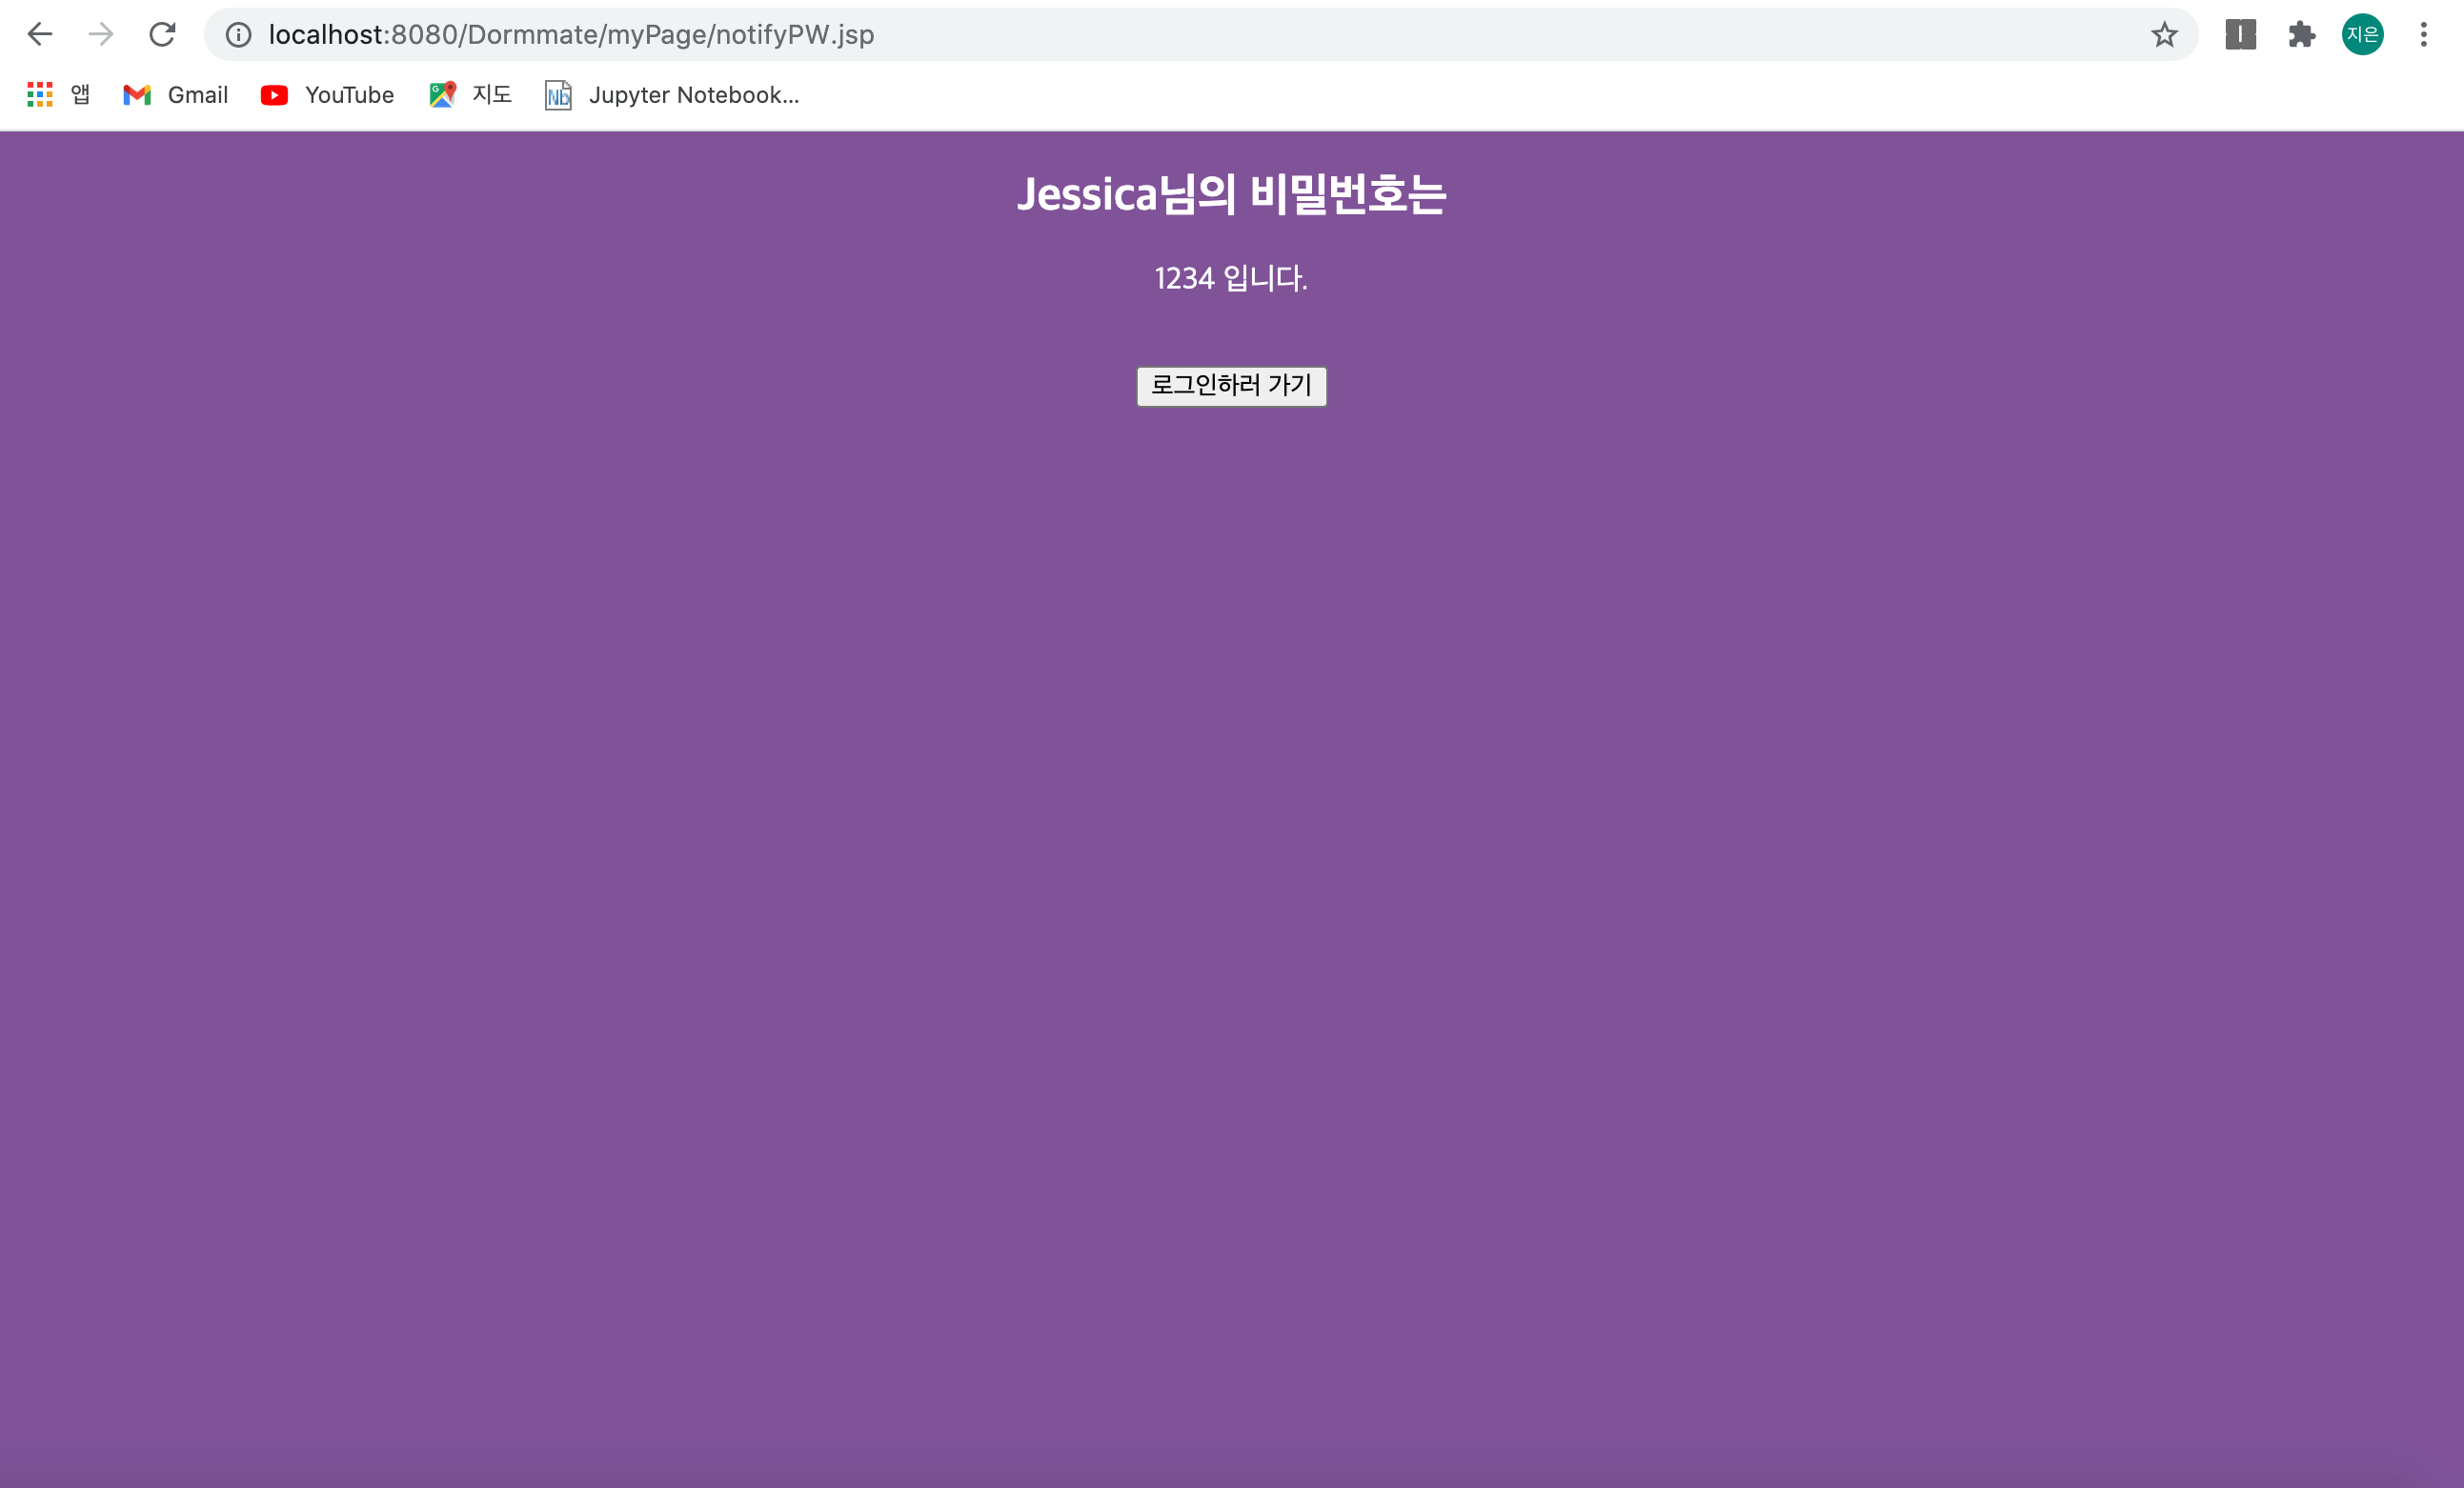 localhost:8080/Dormmate/myPage/notifyPW.jsp
지은
앱 Gmail YouTube 지도 Jupyter Notebook...
Jessica님의 비밀번호는
1234 입니다.
로그인하러 가기